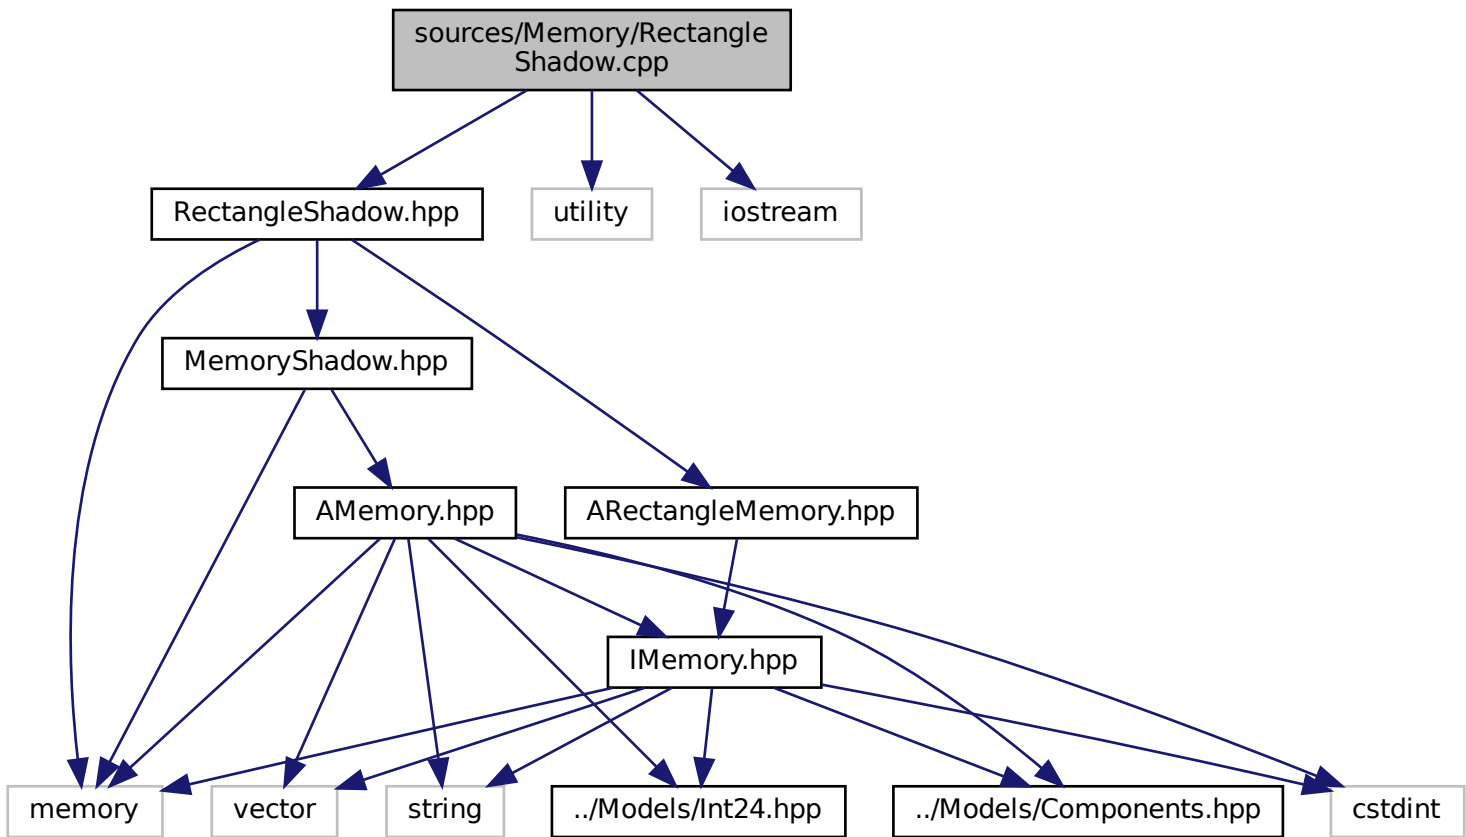 sources/Memory/Rectangle
Shadow.cpp
RectangleShadow.hpp
utility
iostream
MemoryShadow.hpp
AMemory.hpp
ARectangleMemory.hpp
IMemory.hpp
memory
vector
string
../Models/Int24.hpp
../Models/Components.hpp
cstdint